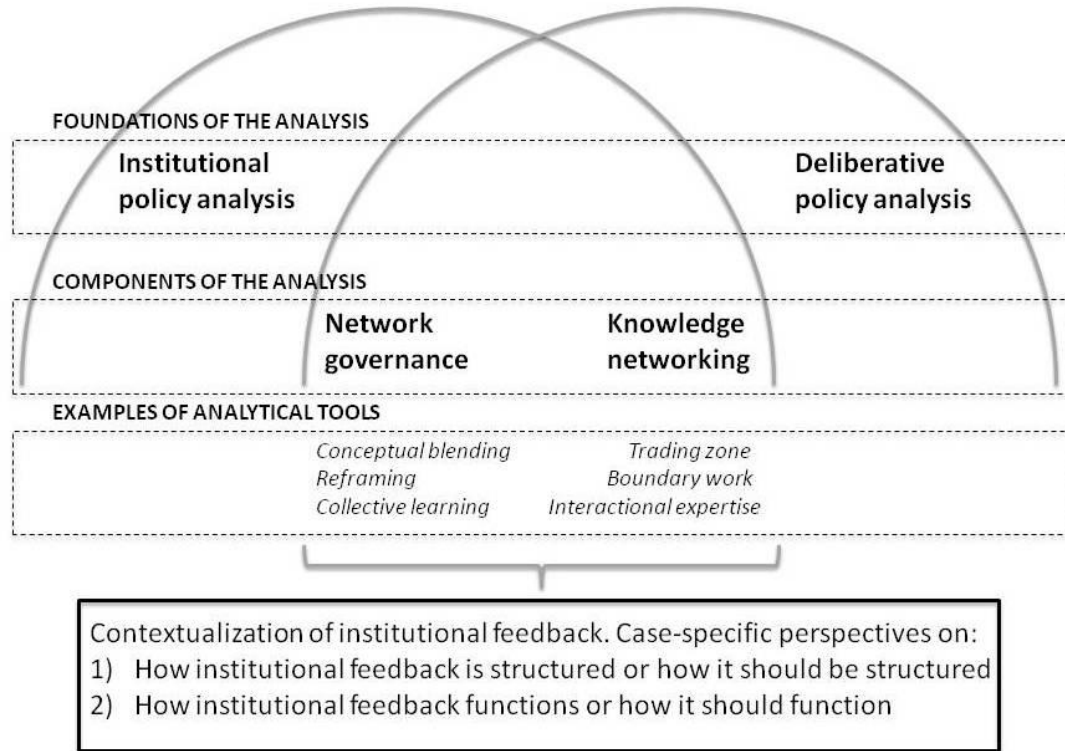 FOUNDATIONS OF THE ANALYSIS
Institutional
policy analysis
Deliberative
policy analysis
COMPONENTS OF THE ANALYSIS
Network
governance
Knowledge
networking
EXAMPLES OF ANALYTICAL TOOLS
Conceptual blending
Reframing
Collective learning
Trading zone
Boundary work
Interactional expertise
Contextualization of institutional feedback. Case-specific perspectives on:
1) How institutional feedback is structured or how it should be structured
2) How institutional feedback functions or how it should function